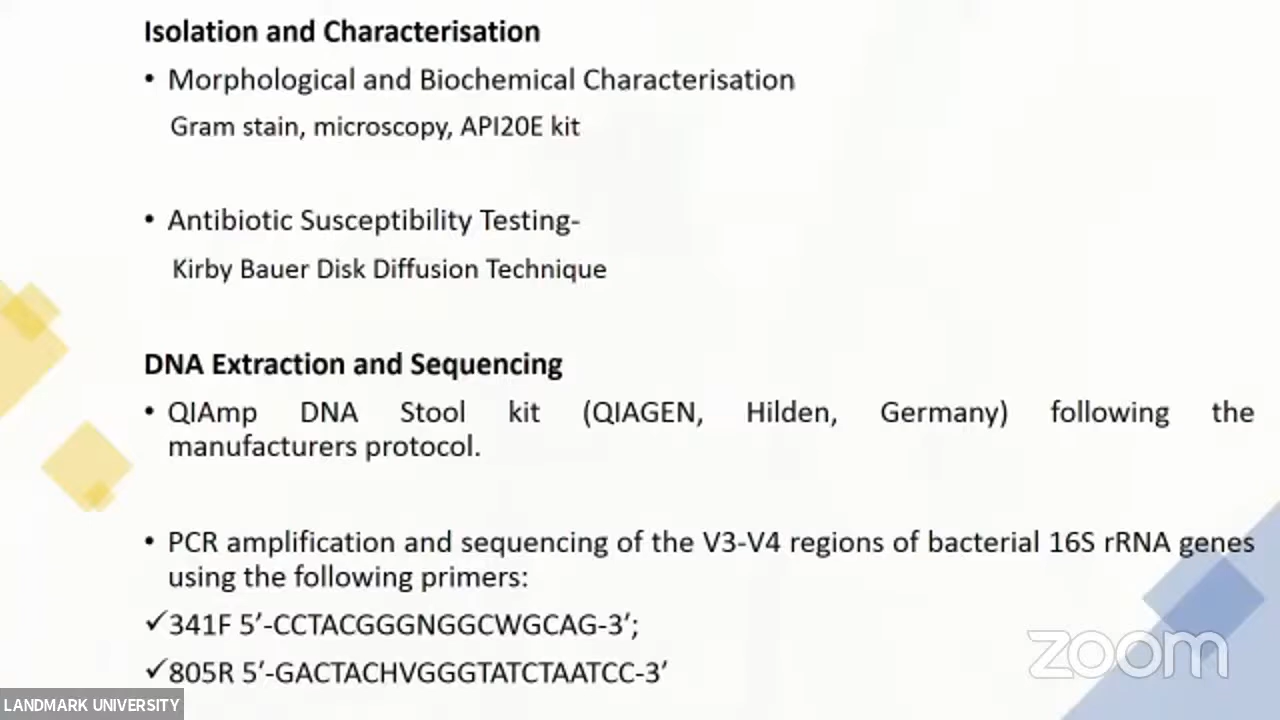 Isolation and Characterisation
• Morphological and Biochemical Characterisation
Gram stain, microscopy, API20E kit
• Antibiotic Susceptibility Testing-
Kirby Bauer Disk Diffusion Technique
DNA Extraction and Sequencing
• QIAmp DNA Stool kit (QIAGEN, Hilden, Germany) following the
manufacturers protocol.
• PCR amplification and sequencing of the V3-V4 regions of bacterial 16S rRNA genes
using the following primers:
✓341F 5′-CCTACGGGNGGCWGCAG-3′;
✓805R 5′-GACTACHVGGGTATCTAATCC-3′
zoom
LANDMARK UNIVERSITY